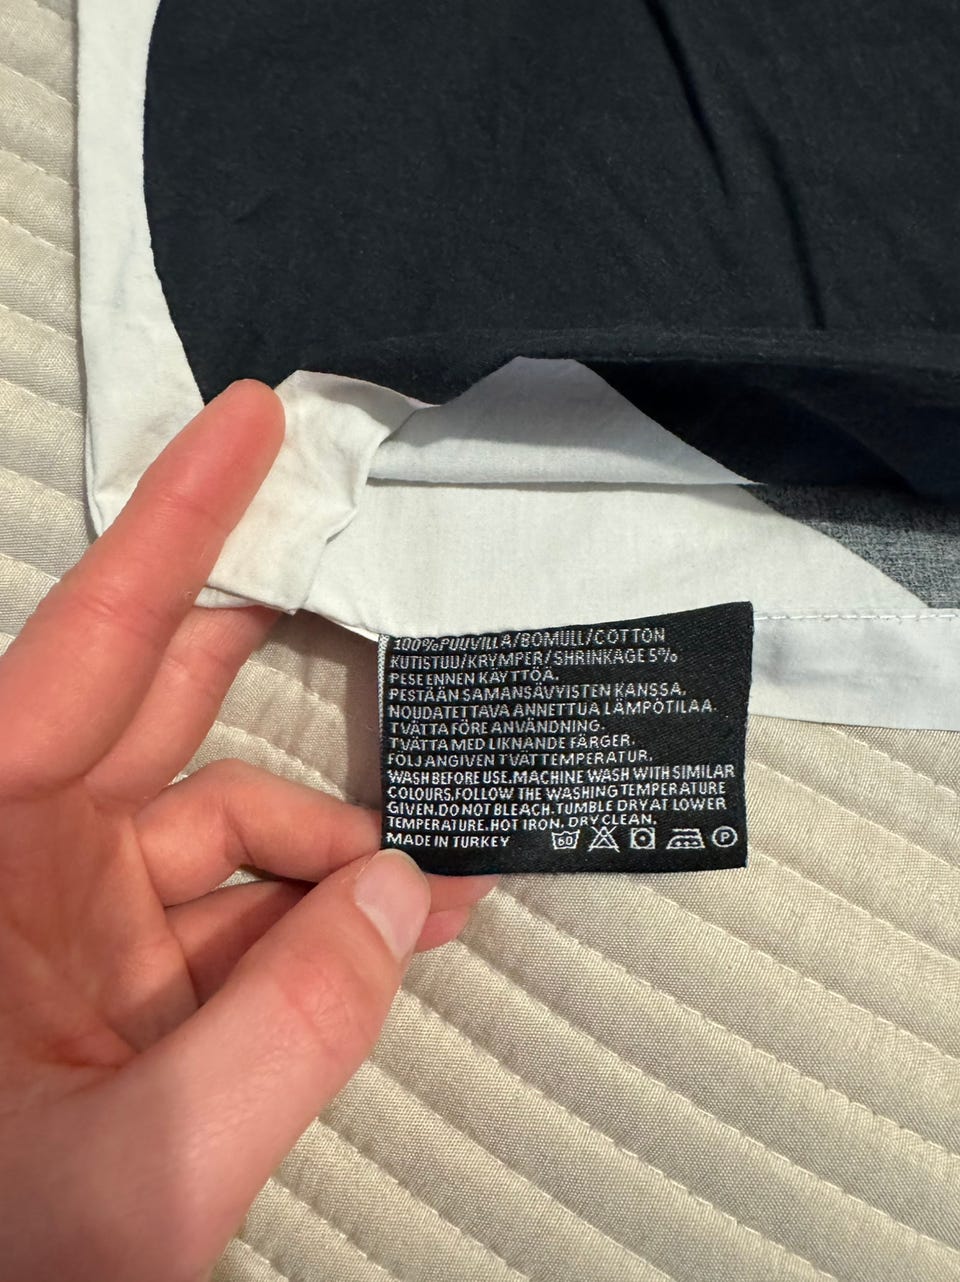 100% PUUVILLA/BOMULL/COTTON
KUTISTUU/KRYMPER/SHRINKAGE 5%
PESE ENNEN KÄYTTÖÄ.
PESTÄÄN SAMANSÄVYISTEN KANSSA.
NOUDATETTAVA ANNETTUA LÄMPÖTILAA.
TVÄTTA FÖRE ANVÄNDNING.
TVÄTTA MED LIKNANDE FÄRGER.
FÖLJ ANGIVEN TVÄTTEMPERATUR.
WASH BEFORE USE.MACHINE WASH WITH SIMILAR
COLOURS.FOLLOW THE WASHING TEMPERATURE
GIVEN.DO NOT BLEACH.TUMBLE DRY AT LOWER
TEMPERATURE.HOT IRON. DRY CLEAN.
MADE IN TURKEY 60 P